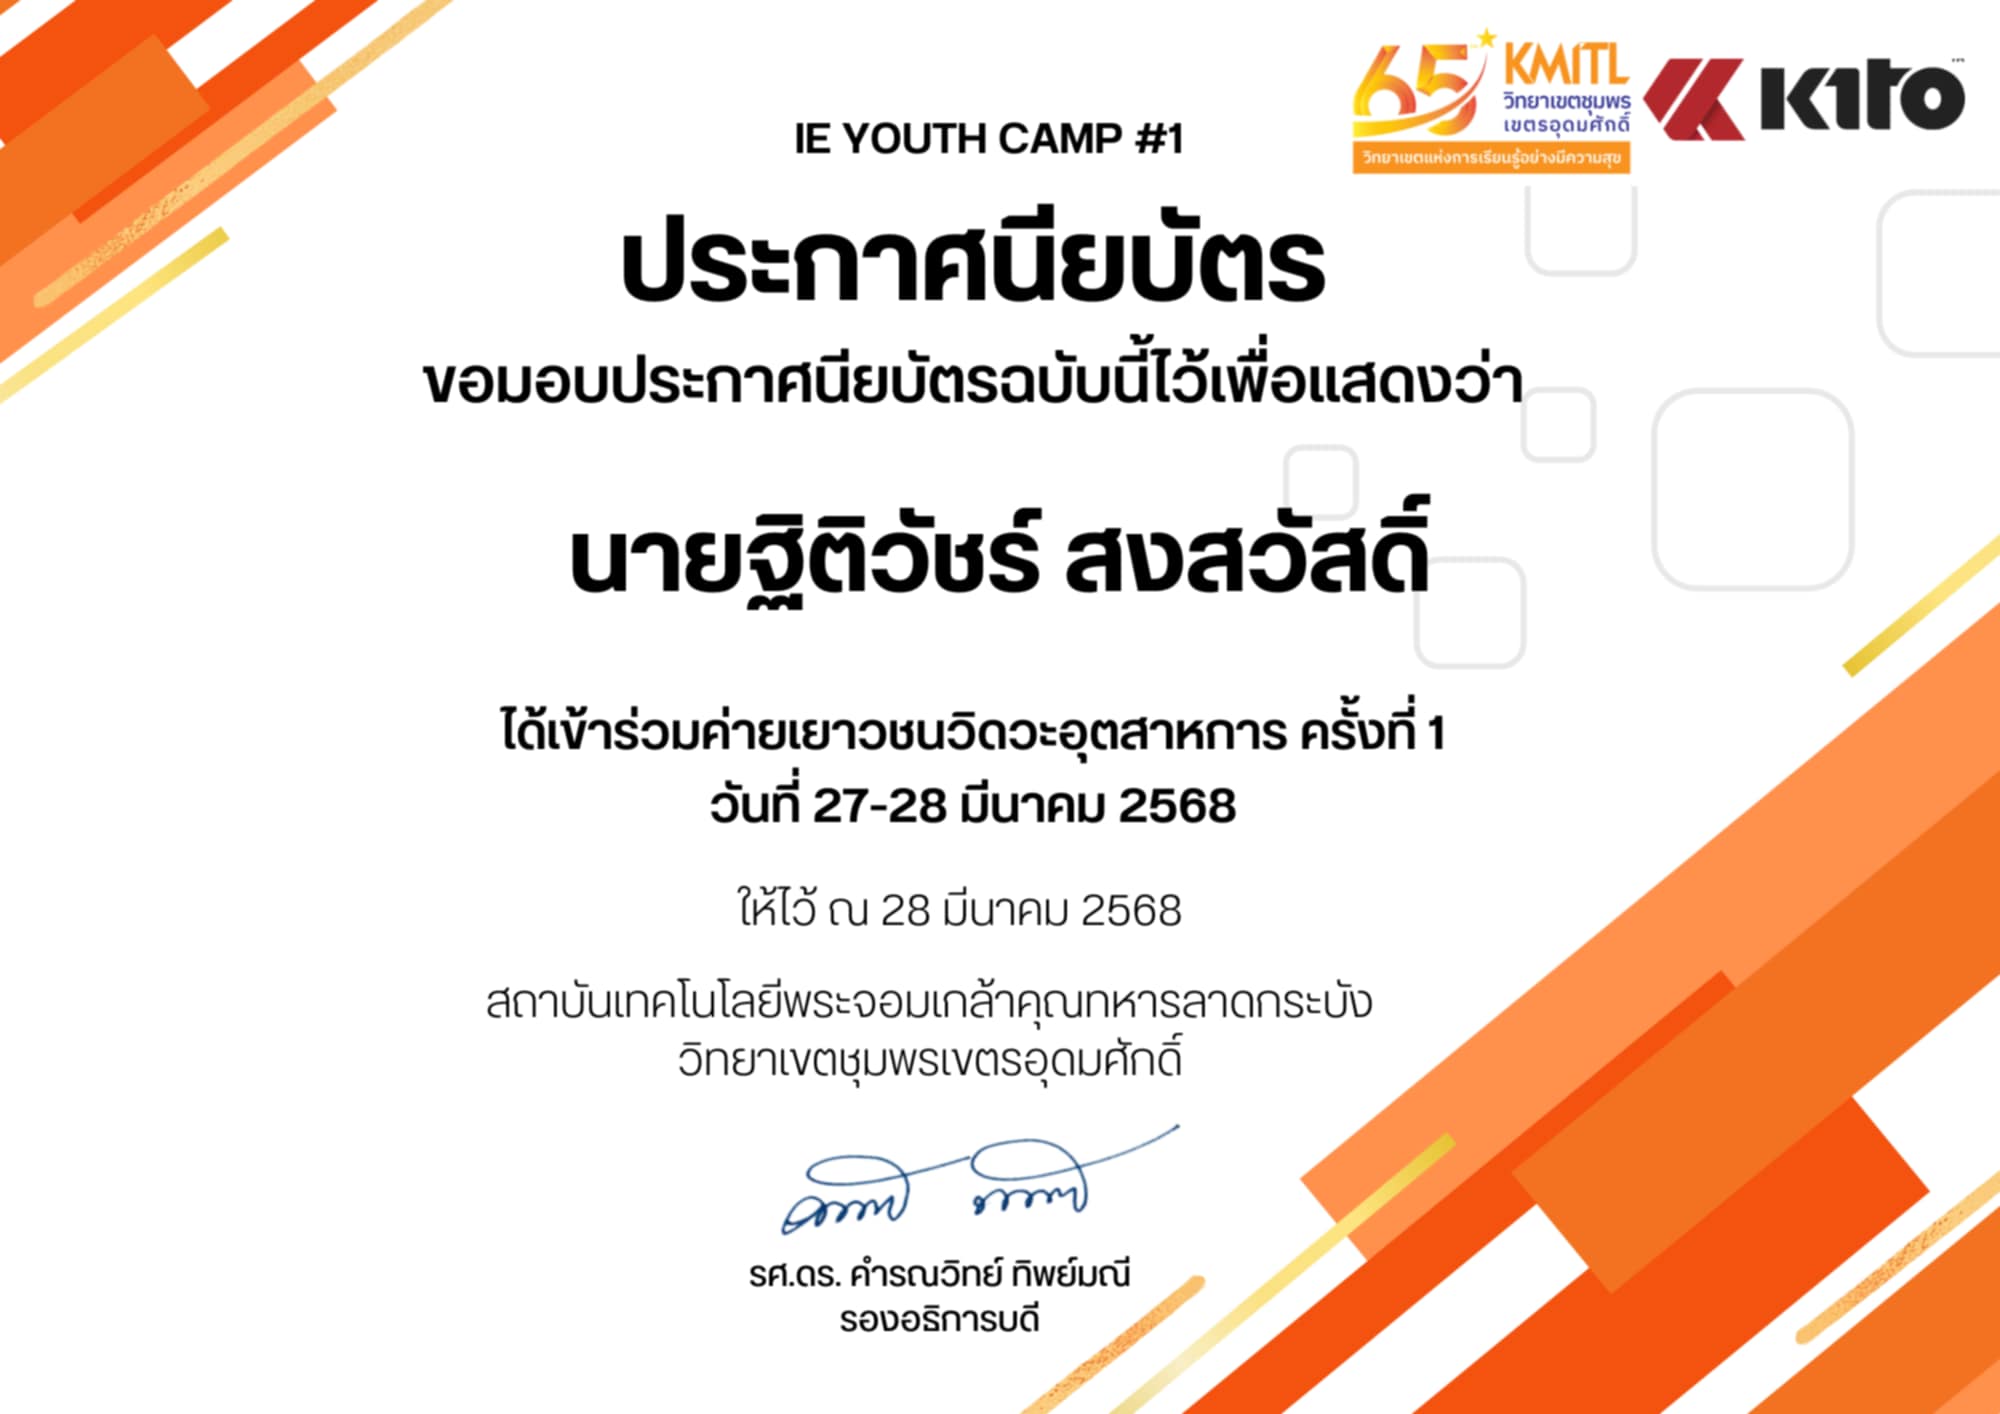 65 KMITL
วิทยาเขตชุมพร
เขตรอุดมศักดิ์
วิทยาเขตแห่งการเรียนรู้อย่างมีความสุข
K1to
IE YOUTH CAMP #1
ประกาศนียบัตร
ขอมอบประกาศนียบัตรฉบับนี้ไว้เพื่อแสดงว่า
นายฐิติวัชร์ สงสวัสดิ์
ได้เข้าร่วมค่ายเยาวชนวิดวะอุตสาหการ ครั้งที่ 1
วันที่ 27-28 มีนาคม 2568
ให้ไว้ ณ 28 มีนาคม 2568
สถาบันเทคโนโลยีพระจอมเกล้าคุณทหารลาดกระบัง
วิทยาเขตชุมพรเขตรอุดมศักดิ์
รศ.ดร. คำรณวิทย์ ทิพย์มณี
รองอธิการบดี